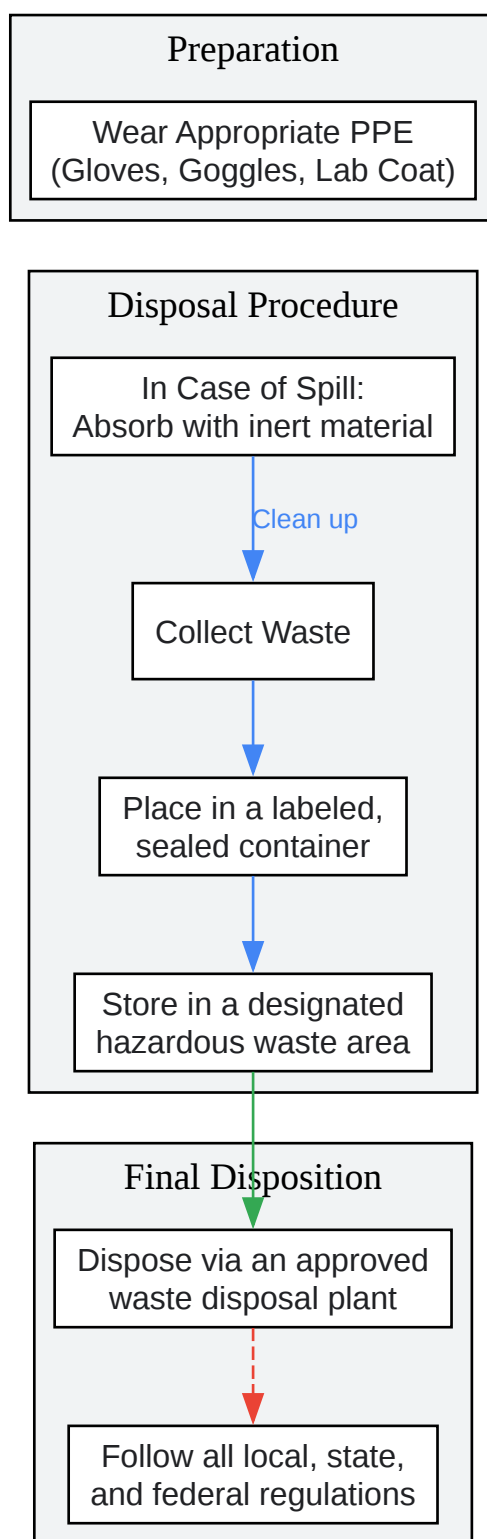 Preparation
Wear Appropriate PPE
(Gloves, Goggles, Lab Coat)
Disposal Procedure
In Case of Spill:
Absorb with inert material
Clean up
Collect Waste
Place in a labeled,
sealed container
Store in a designated
hazardous waste area
Final Disposition
Dispose via an approved
waste disposal plant
Follow all local, state,
and federal regulations